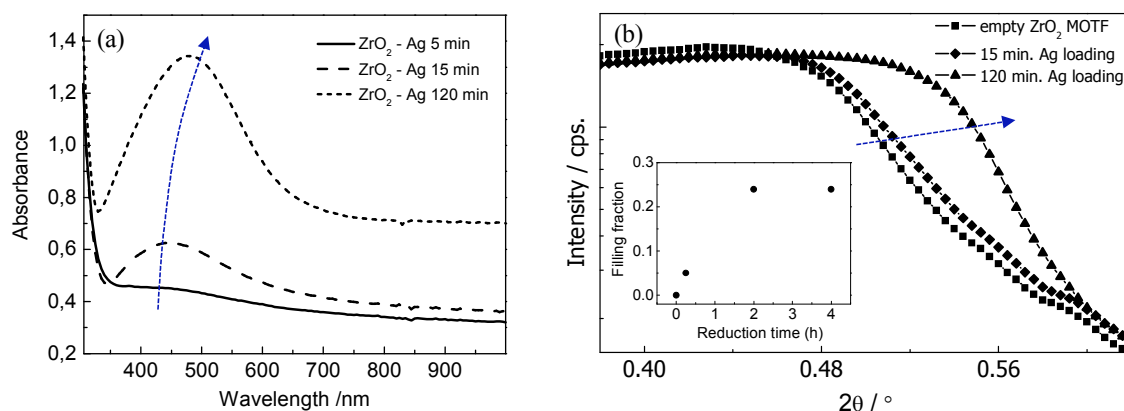 (a)
ZrO2 - Ag 5 min
ZrO2 - Ag 15 min
ZrO2 - Ag 120 min
1,4
1,2
1,0
0,8
0,6
0,4
0,2
Absorbance
400 500 600 700 800 900
Wavelength /nm
(b)
empty ZrO2 MOTF
15 min. Ag loading
120 min. Ag loading
Intensity / cps.
0.3
0.2
0.1
0.0
Filling fraction
0 1 2 3 4
Reduction time (h)
0.40 0.48 0.56
2θ / °